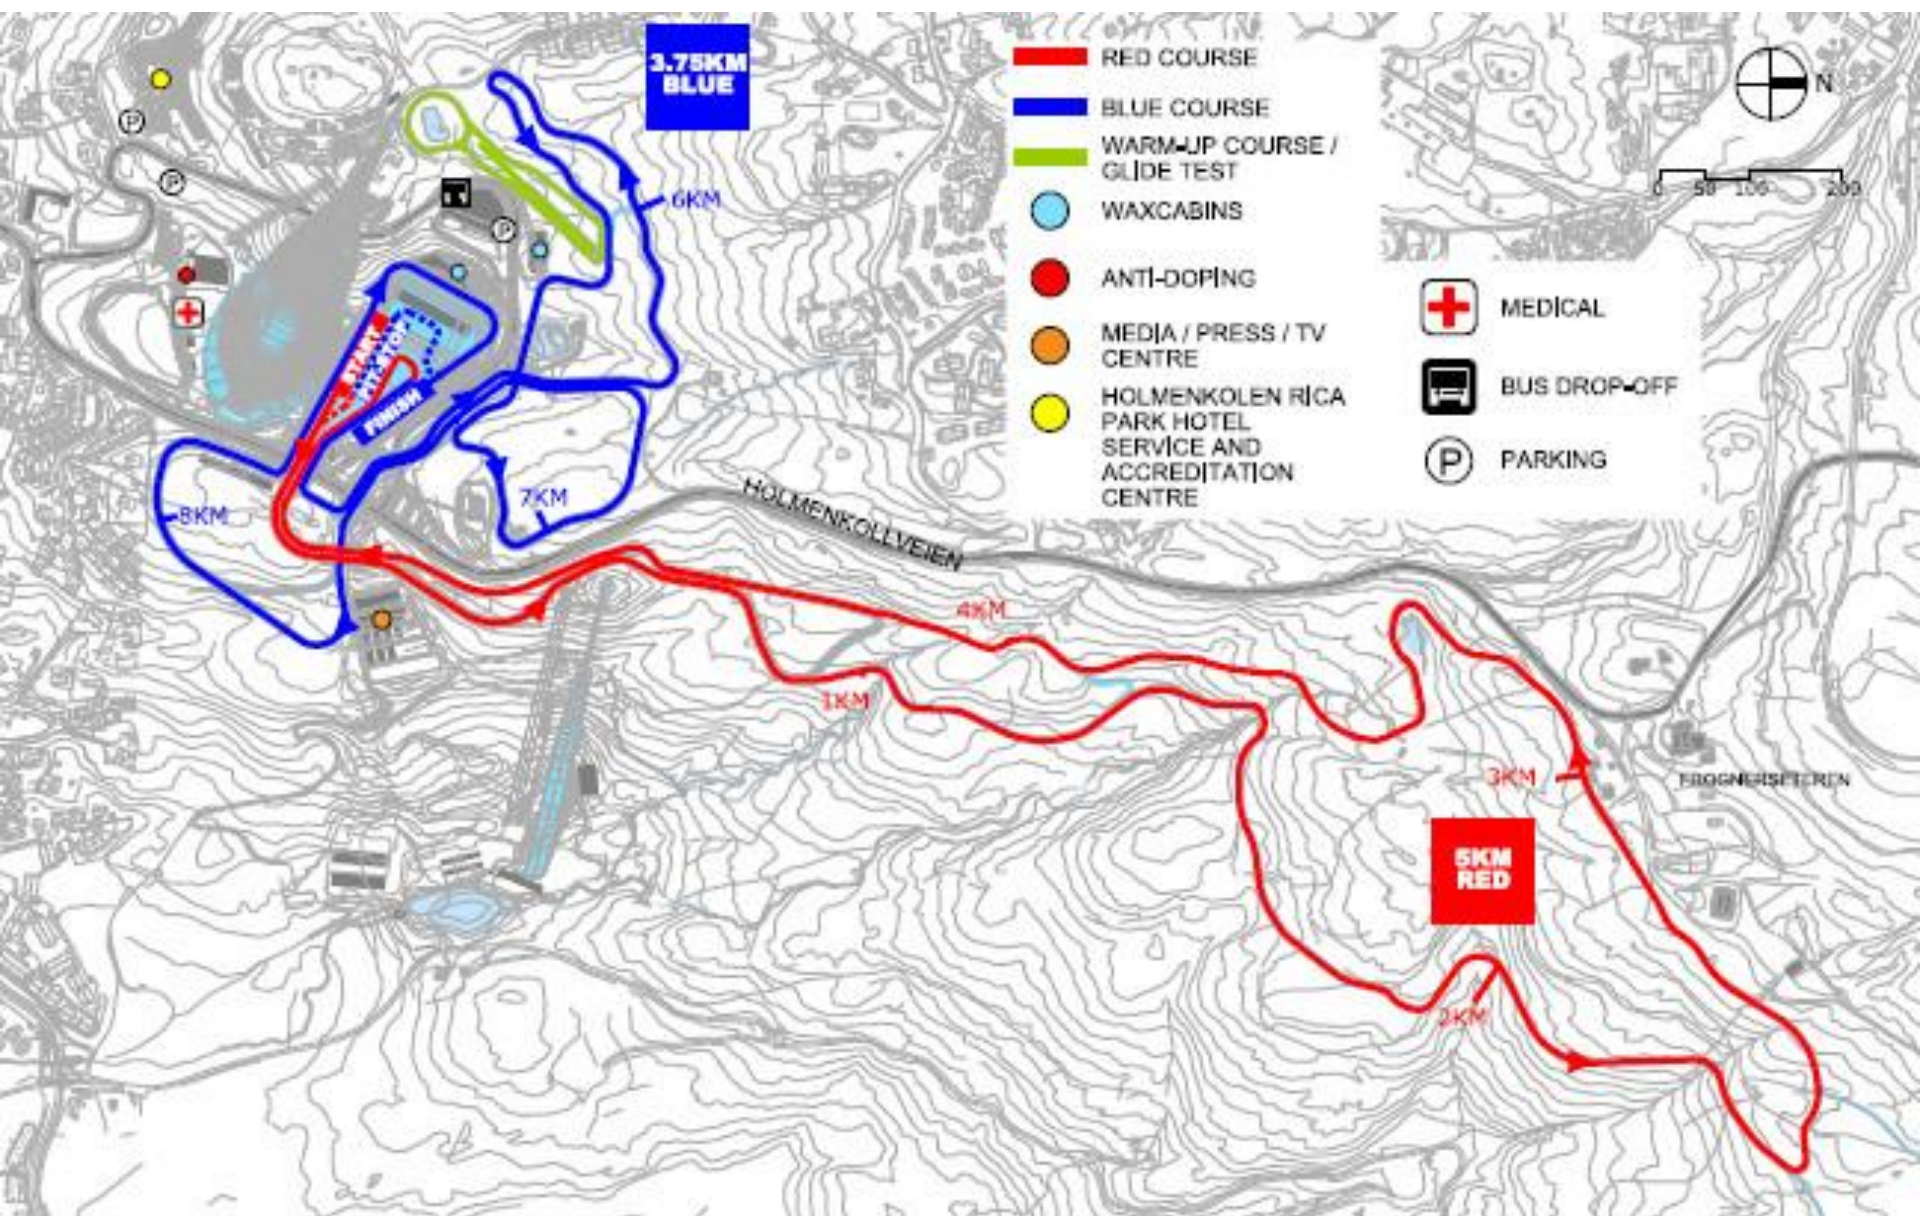 3.75KM
BLUE
RED COURSE
BLUE COURSE
WARM-UP COURSE /
GLIDE TEST
WAXCABINS
ANTI-DOPING
MEDIA / PRESS / TV
CENTRE
HOLMENKOLEN RICA
PARK HOTEL
SERVICE AND
ACCREDITATION
CENTRE
MEDICAL
BUS DROP-OFF
P PARKING
N
0 50 100 200
P
P
P
6KM
START
PIT-STOP
FINISH
7KM
8KM
HOLMENKOLLVEIEN
4KM
1KM
3KM
FROGNERSETEREN
5KM
RED
2KM